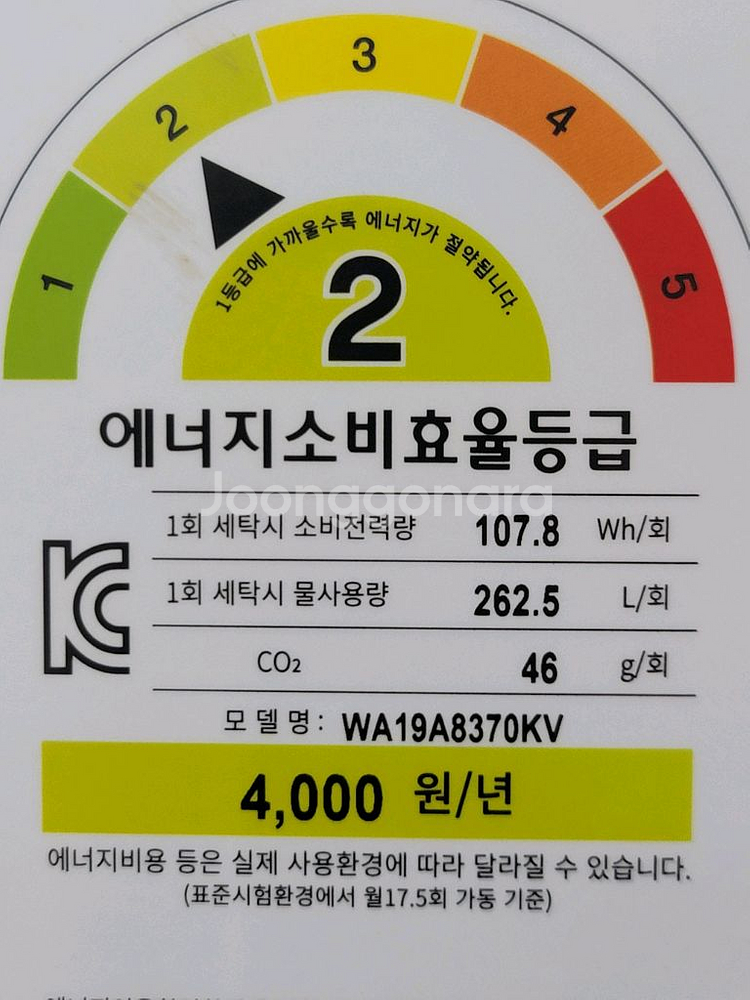 3
2
4
1
5
1등급에 가까울수록 에너지가 절약됩니다.
2
에너지소비효율등급
Joonggonara
1회 세탁시 소비전력량 107.8 Wh/회
1회 세탁시 물사용량 262.5 L/회
CO₂ 46 g/회
모델명: WA19A8370KV
4,000 원/년
에너지비용 등은 실제 사용환경에 따라 달라질 수 있습니다.
(표준시험환경에서 월17.5회 가동 기준)